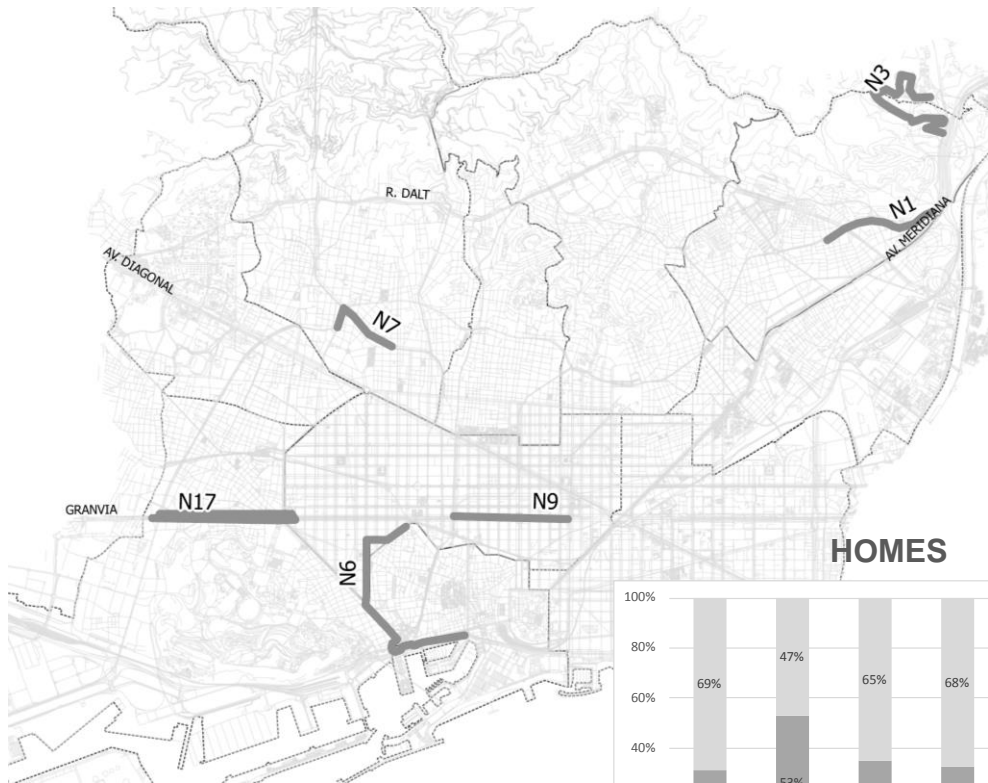 N3
R. DALT
N1
AV. MERIDIANA
AV. DIAGONAL
N7
GRANVIA
N17
N9
N6
HOMES
100%
80%
60%
40%
69%
47%
65%
68%
53%